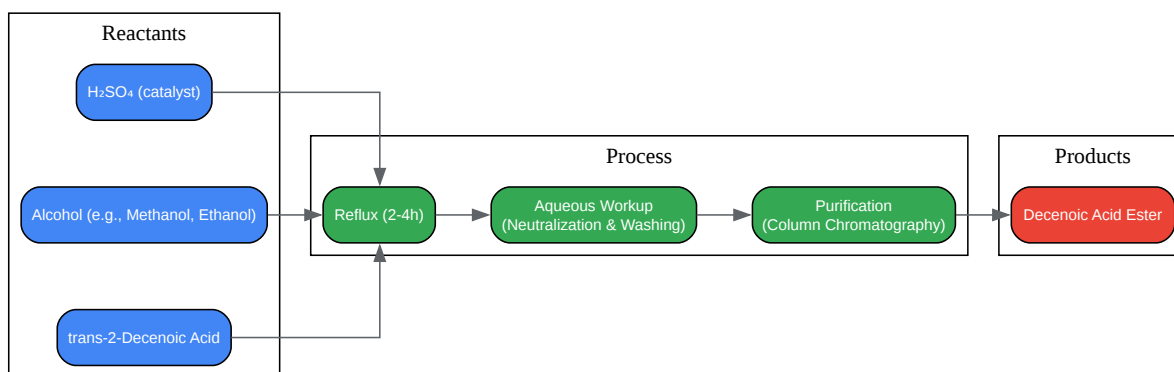 Reactants
H₂SO₄ (catalyst)
Alcohol (e.g., Methanol, Ethanol)
trans-2-Decenoic Acid
Process
Reflux (2-4h)
Aqueous Workup
(Neutralization & Washing)
Purification
(Column Chromatography)
Products
Decenoic Acid Ester